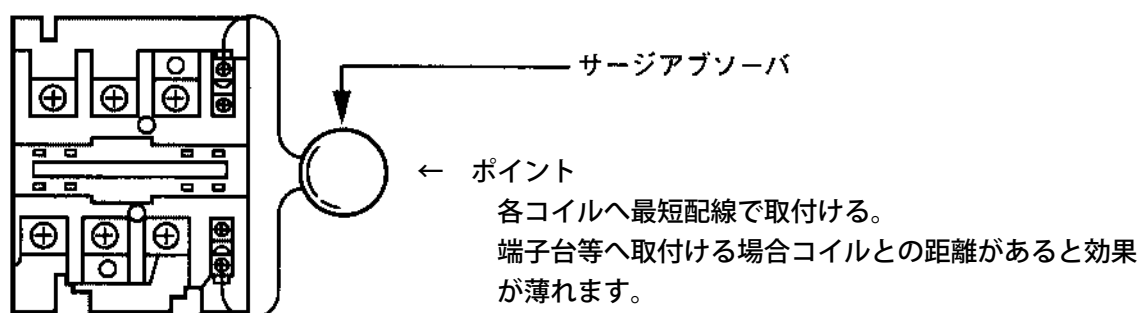 サージアブソーバ
← ポイント
各コイルへ最短配線で取付ける。
端子台等へ取付ける場合コイルとの距離があると効果
が薄れます。